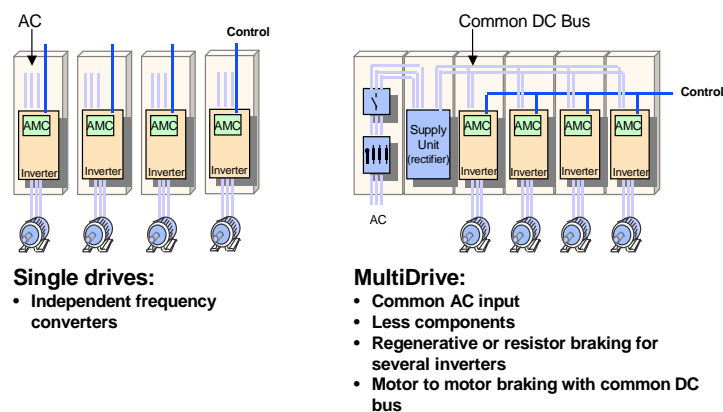 AC
Control
AMC
AMC
AMC
AMC
Inverter
Inverter
Inverter
Inverter
Single drives:
• Independent frequency
converters
Common DC Bus
Control
Supply
Unit
(rectifier)
AMC
AMC
AMC
AMC
Inverter
Inverter
Inverter
Inverter
AC
MultiDrive:
• Common AC input
• Less components
• Regenerative or resistor braking for
several inverters
• Motor to motor braking with common DC
bus